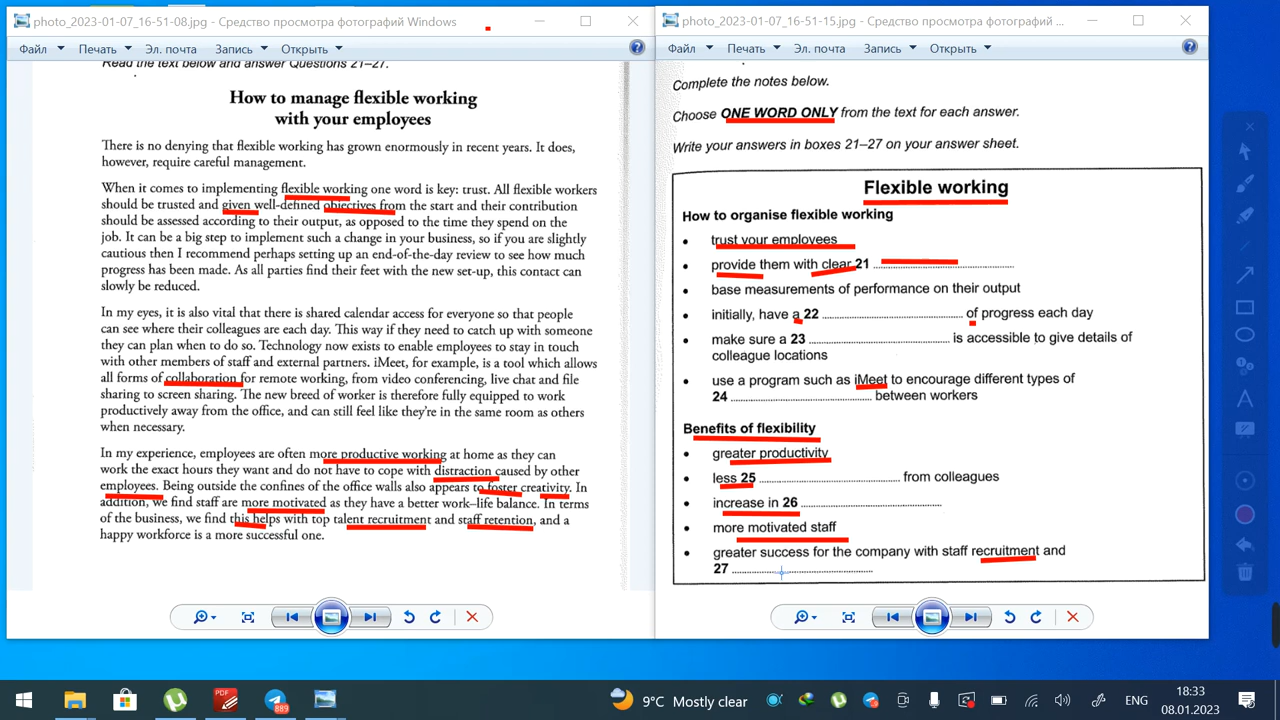 photo_2023-01-07_16-51-08.jpg - Средство просмотра фотографий Windows
Файл Печать Эл. почта Запись Открыть
Read the text below and answer Questions 21–27.
How to manage flexible working
with your employees
There is no denying that flexible working has grown enormously in recent years. It does,
however, require careful management.
When it comes to implementing flexible working one word is key: trust. All flexible workers
should be trusted and given well-defined objectives from the start and their contribution
should be assessed according to their output, as opposed to the time they spend on the
job. It can be a big step to implement such a change in your business, so if you are slightly
cautious then I recommend perhaps setting up an end-of-the-day review to see how much
progress has been made. As all parties find their feet with the new set-up, this contact can
slowly be reduced.
In my eyes, it is also vital that there is shared calendar access for everyone so that people
can see where their colleagues are each day. This way if they need to catch up with someone
they can plan when to do so. Technology now exists to enable employees to stay in touch
with other members of staff and external partners. iMeet, for example, is a tool which allows
all forms of collaboration for remote working, from video conferencing, live chat and file
sharing to screen sharing. The new breed of worker is therefore fully equipped to work
productively away from the office, and can still feel like they're in the same room as others
when necessary.
In my experience, employees are often more productive working at home as they can
work the exact hours they want and do not have to cope with distraction caused by other
employees. Being outside the confines of the office walls also appears to foster creativity. In
addition, we find staff are more motivated as they have a better work–life balance. In terms
of the business, we find this helps with top talent recruitment and staff retention, and a
happy workforce is a more successful one.
photo_2023-01-07_16-51-15.jpg - Средство просмотра фотографий ...
Файл Печать Эл. почта Запись Открыть
Complete the notes below.
Choose ONE WORD ONLY from the text for each answer.
Write your answers in boxes 21–27 on your answer sheet.
Flexible working
How to organise flexible working
• trust your employees
• provide them with clear 21 ..............................
• base measurements of performance on their output
• initially, have a 22 .............................. of progress each day
• make sure a 23 .............................. is accessible to give details of
colleague locations
• use a program such as iMeet to encourage different types of
24 .............................. between workers
Benefits of flexibility
• greater productivity
• less 25 .............................. from colleagues
• increase in 26 ..............................
• more motivated staff
• greater success for the company with staff recruitment and
27 ..............................
PDF
889
9°C Mostly clear
ENG
18:33
08.01.2023